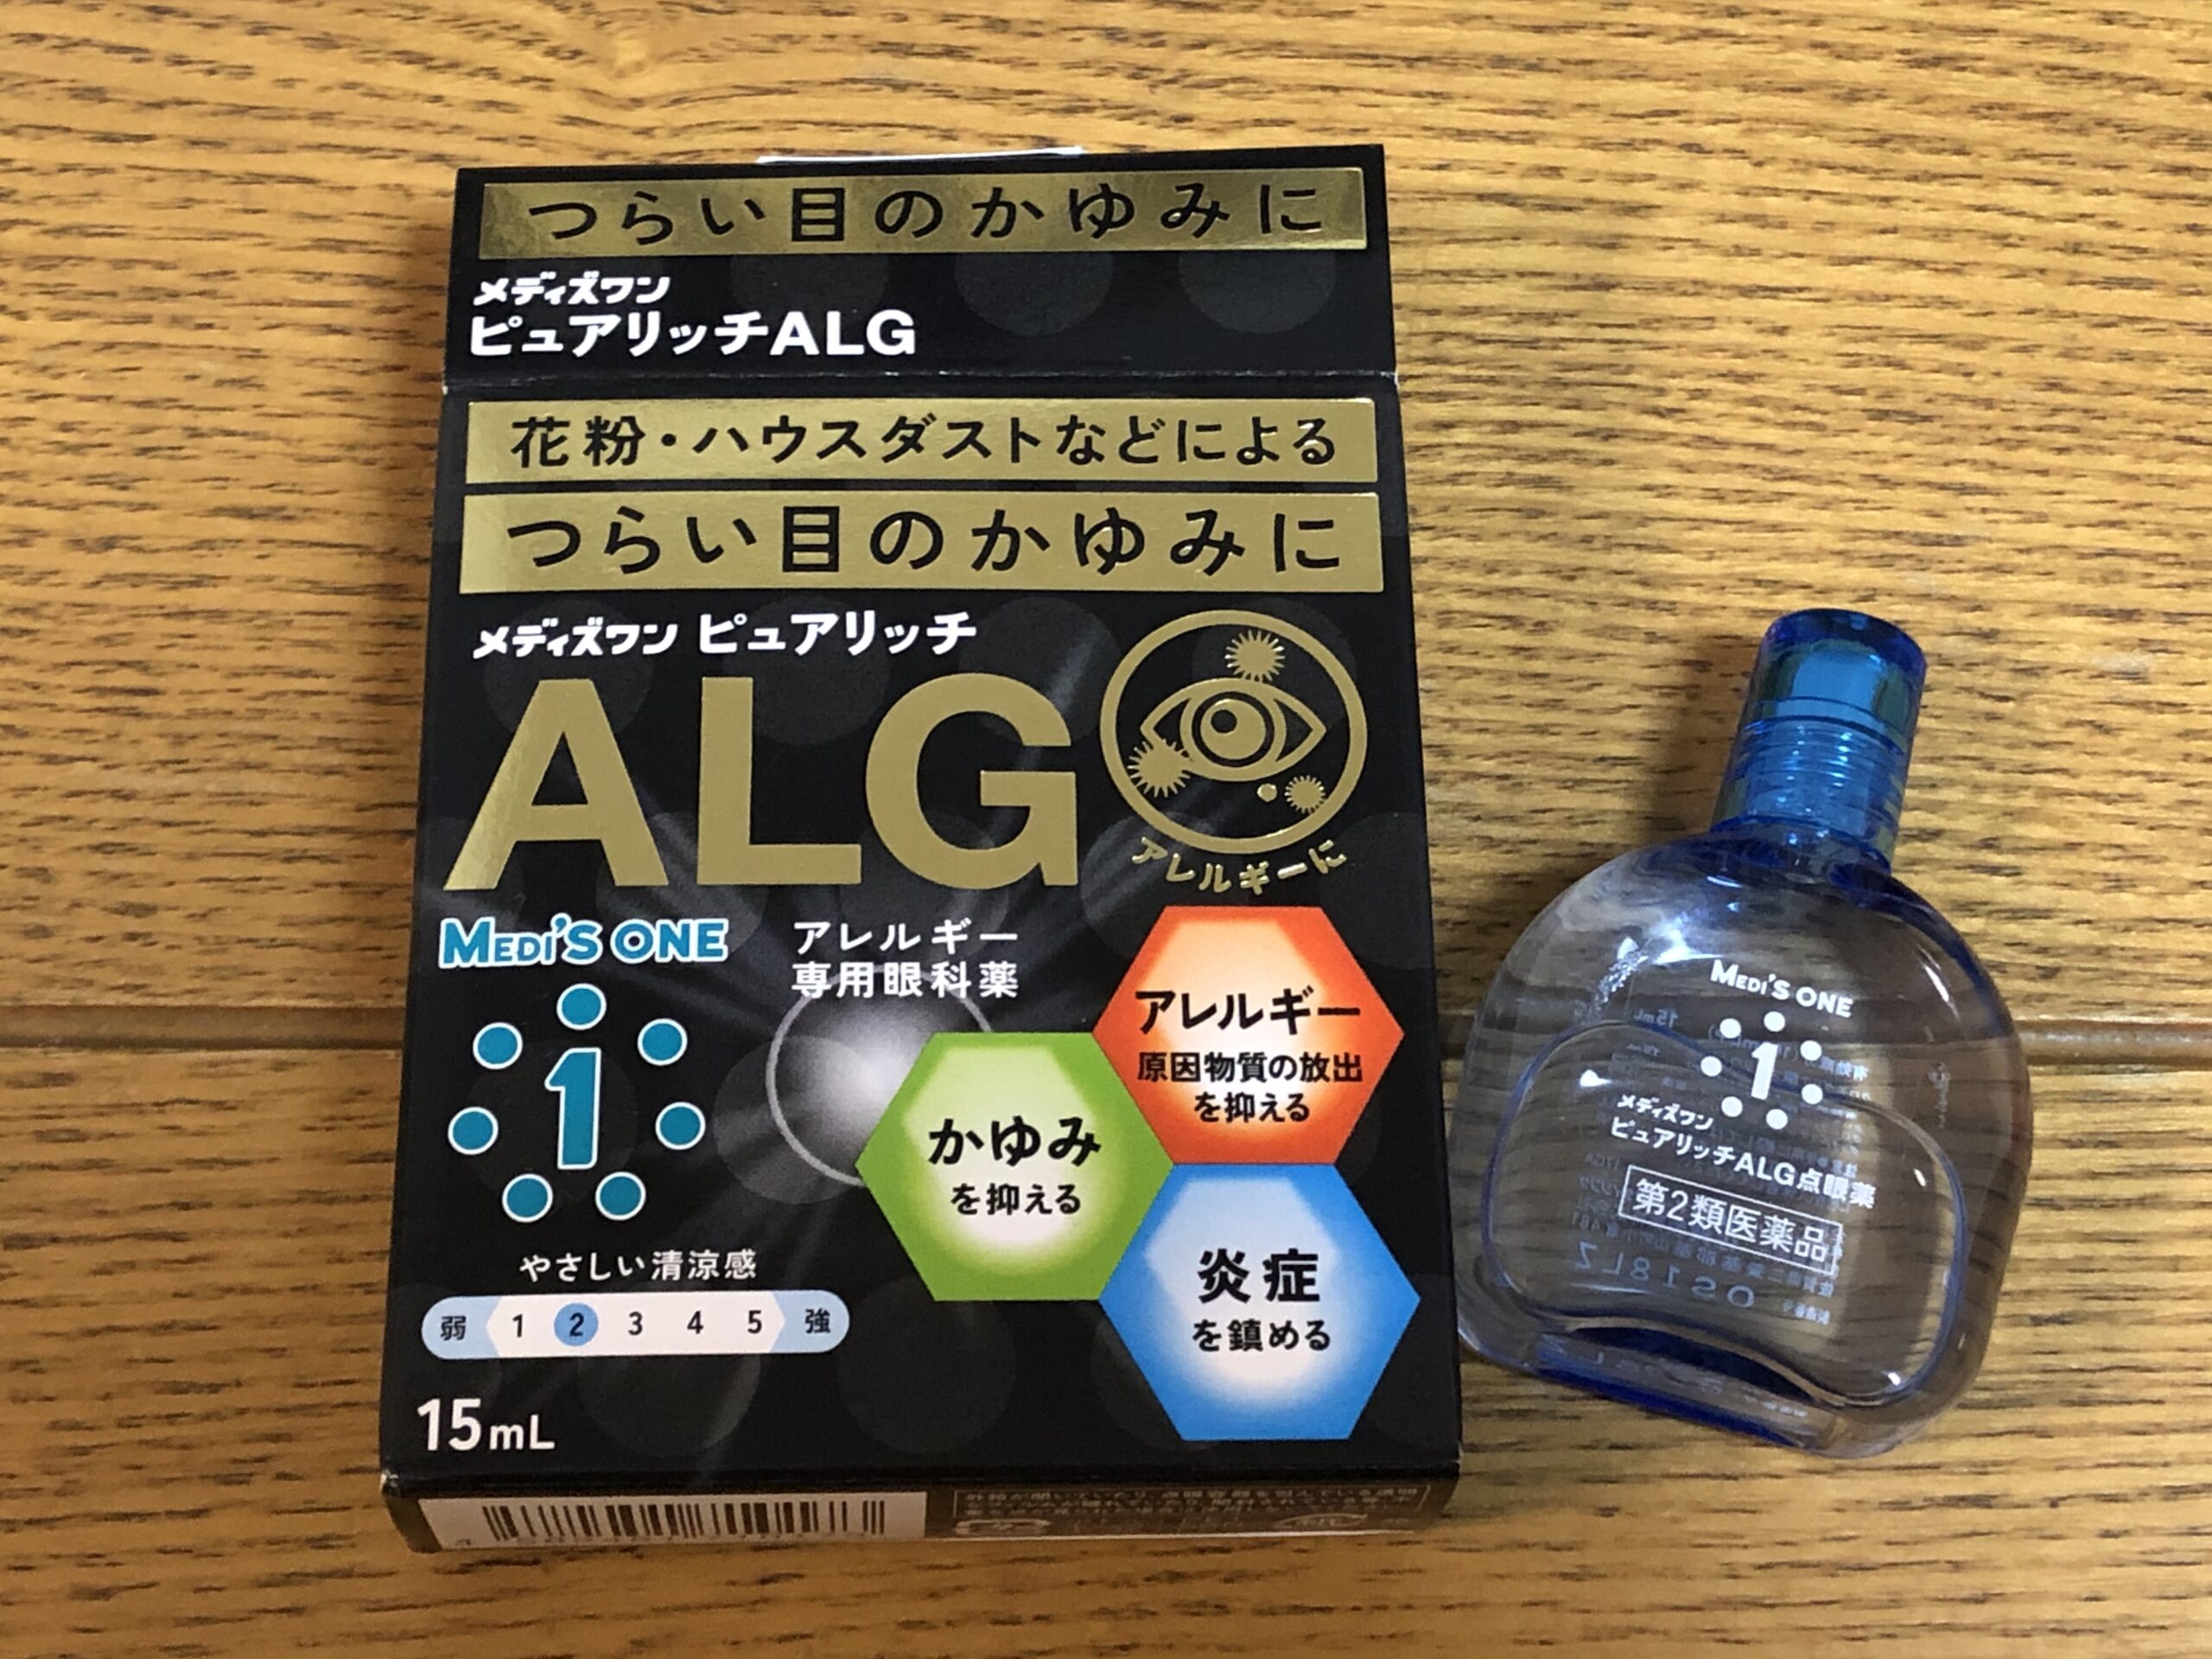 つらい目のかゆみに
メディズワン
ピュアリッチALG
花粉・ハウスダストなどによる
つらい目のかゆみに
メディズワン ピュアリッチ
ALG
アレルギーに
MEDI'S ONE
1
アレルギー
専用眼科薬
アレルギー
原因物質の放出
を抑える
かゆみ
を抑える
炎症
を鎮める
やさしい清涼感
弱 1 2 3 4 5 強
15mL
MEDI'S ONE
1
メディズワン
ピュアリッチALG点眼薬
第2類医薬品
OS18LZ